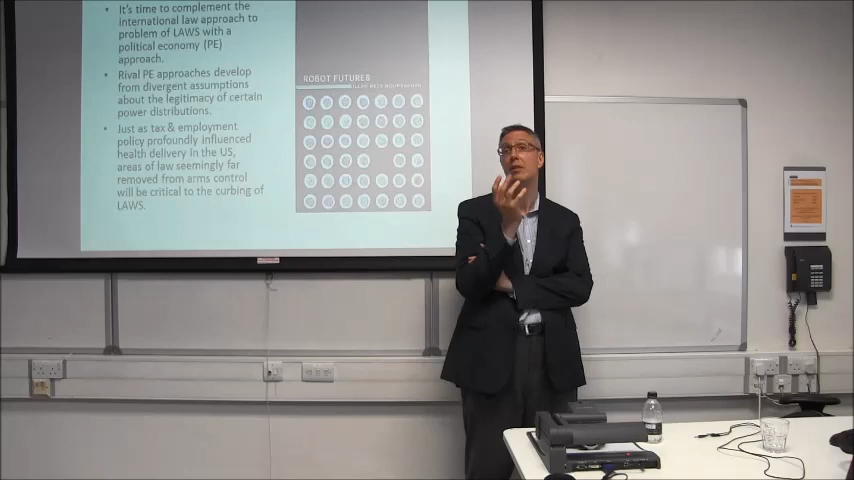 • It's time to complement the
international law approach to
problem of LAWS with a
political economy (PE)
approach.
• Rival PE approaches develop
from divergent assumptions
about the legitimacy of certain
power distributions.
• Just as tax & employment
policy profoundly influenced
health delivery in the US,
areas of law seemingly far
removed from arms control
will be critical to the curbing of
LAWS.
ROBOT FUTURES